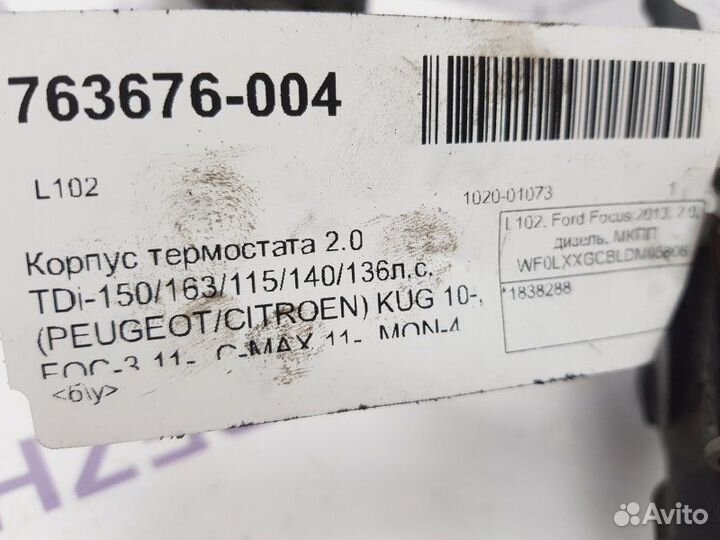 763676-004
L102
1020-01073
1
L102, Ford Focus 2013, 2.0,
дизель, МКПП
*1838288
Корпус термостата 2.0
TDi-150/163/115/140/136л.с.
(PEUGEOT/CITROEN) KUG 10-,
FOC-3 11-, C-MAX 11-, MON-4
<б\у>
Avito